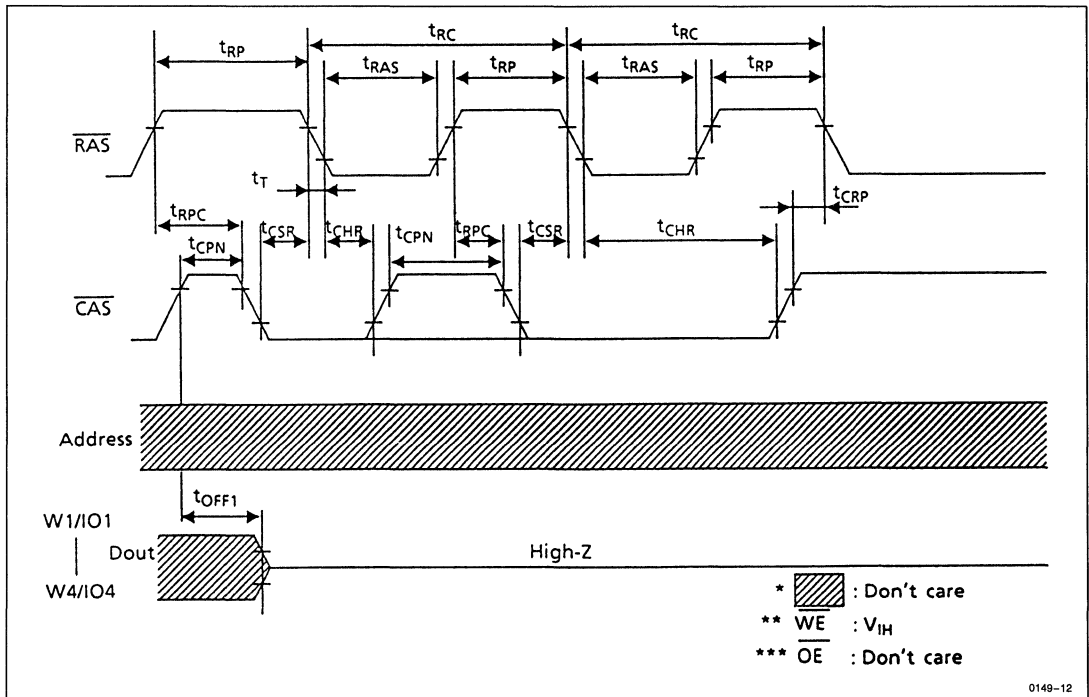 tRC tRC
tRP tRAS tRP tRAS tRP
RAS
tT tCRP
tRPC tCSR tCHR tCPN tRPC tCSR tCHR
tCPN
CAS
Address
tOFF1
W1/IO1
Dout High-Z
W4/IO4
* : Don't care
** WE : VIH
*** OE : Don't care
0149-12